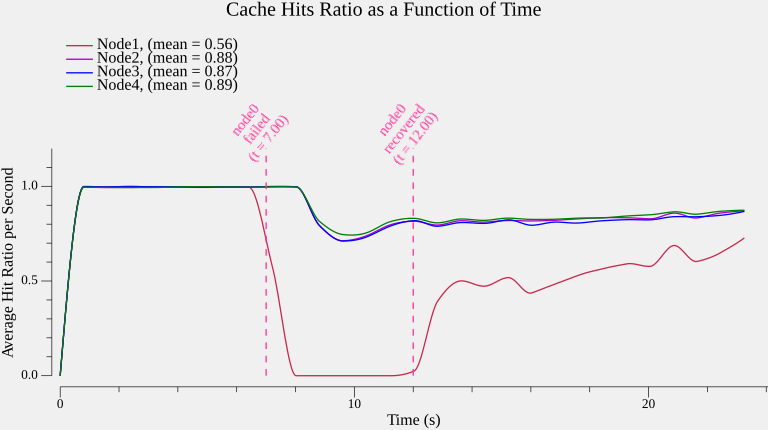 Cache Hits Ratio as a Function of Time
Node1, (mean = 0.56)
Node2, (mean = 0.88)
Node3, (mean = 0.87)
Node4, (mean = 0.89)
node0
failed
(t = 7.00)
node0
recovered
(t = 12.00)
Average Hit Ratio per Second
1.0
0.5
0.0
0
10
20
Time (s)